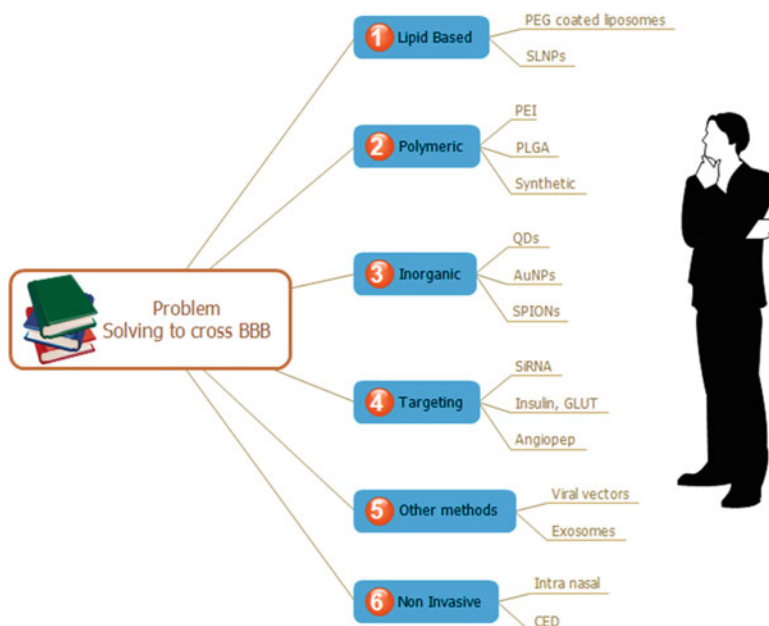 Problem
Solving to cross BBB
1 Lipid Based
PEG coated liposomes
SLNPs
2 Polymeric
PEI
PLGA
Synthetic
3 Inorganic
QDs
AuNPs
SPIONs
4 Targeting
SiRNA
Insulin, GLUT
Angiopep
5 Other methods
Viral vectors
Exosomes
6 Non Invasive
Intra nasal
CED